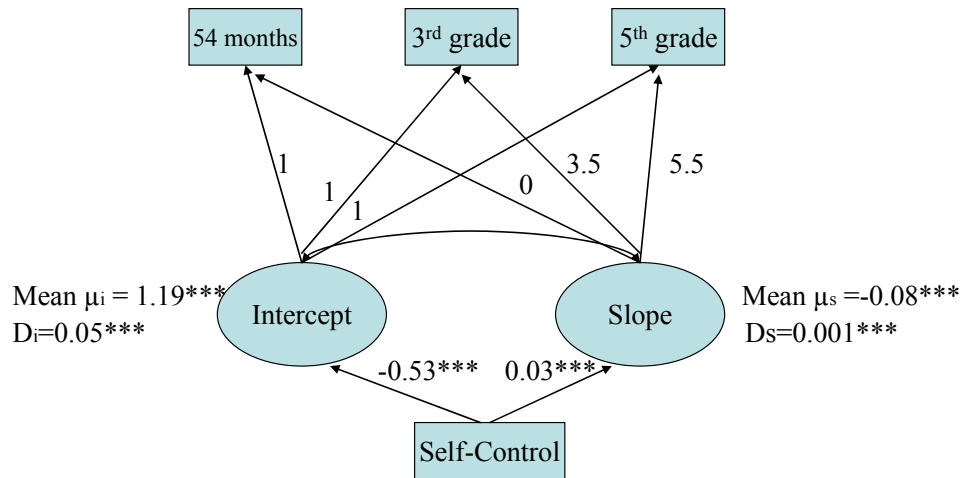 54 months
3rd grade
5th grade
1
1
1
0
3.5
5.5
Mean μi = 1.19***
Di=0.05***
Intercept
Slope
Mean μs =-0.08***
Ds=0.001***
-0.53***
0.03***
Self-Control